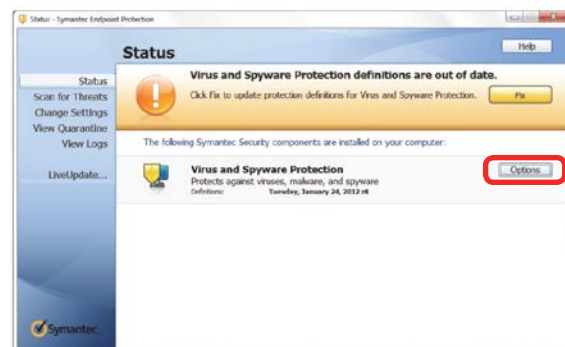 Status - Symantec Endpoint Protection
Status
Help
Status
Scan for Threats
Change Settings
View Quarantine
View Logs
LiveUpdate...
Virus and Spyware Protection definitions are out of date.
Click Fix to update protection definitions for Virus and Spyware Protection.
Fix
The following Symantec Security components are installed on your computer:
Virus and Spyware Protection
Options
Protects against viruses, malware, and spyware
Definitions: Tuesday, January 24, 2012 r6
Symantec.